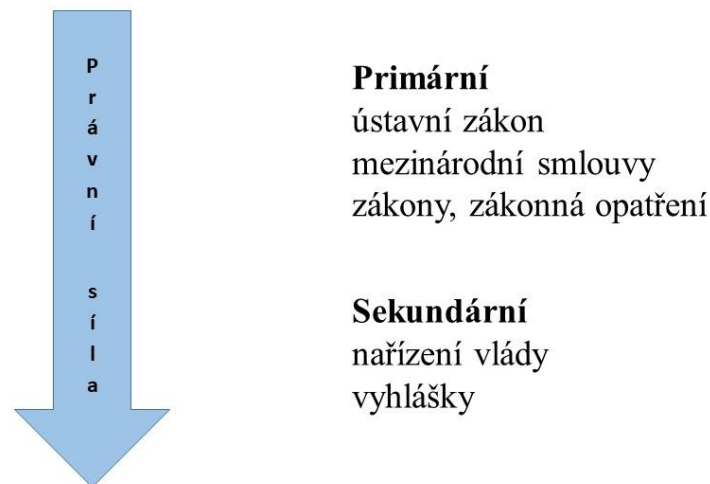 Právní síla
Primární
ústavní zákon
mezinárodní smlouvy
zákony, zákonná opatření
Sekundární
nařízení vlády
vyhlášky